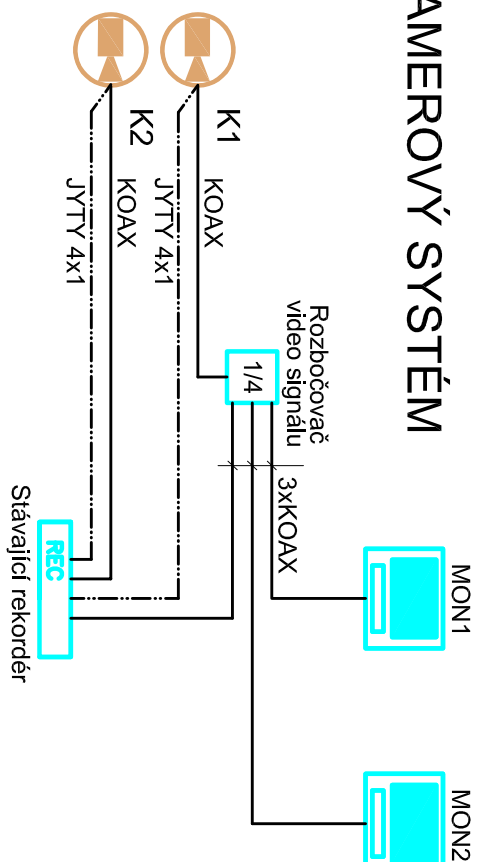 AMEROVÝ SYSTÉM
MON1
MON2
Rozbočovač
video signálu
1/4
3xKOAX
K1
KOAX
JYTY 4x1
K2
KOAX
JYTY 4x1
REC
Stávající rekordér